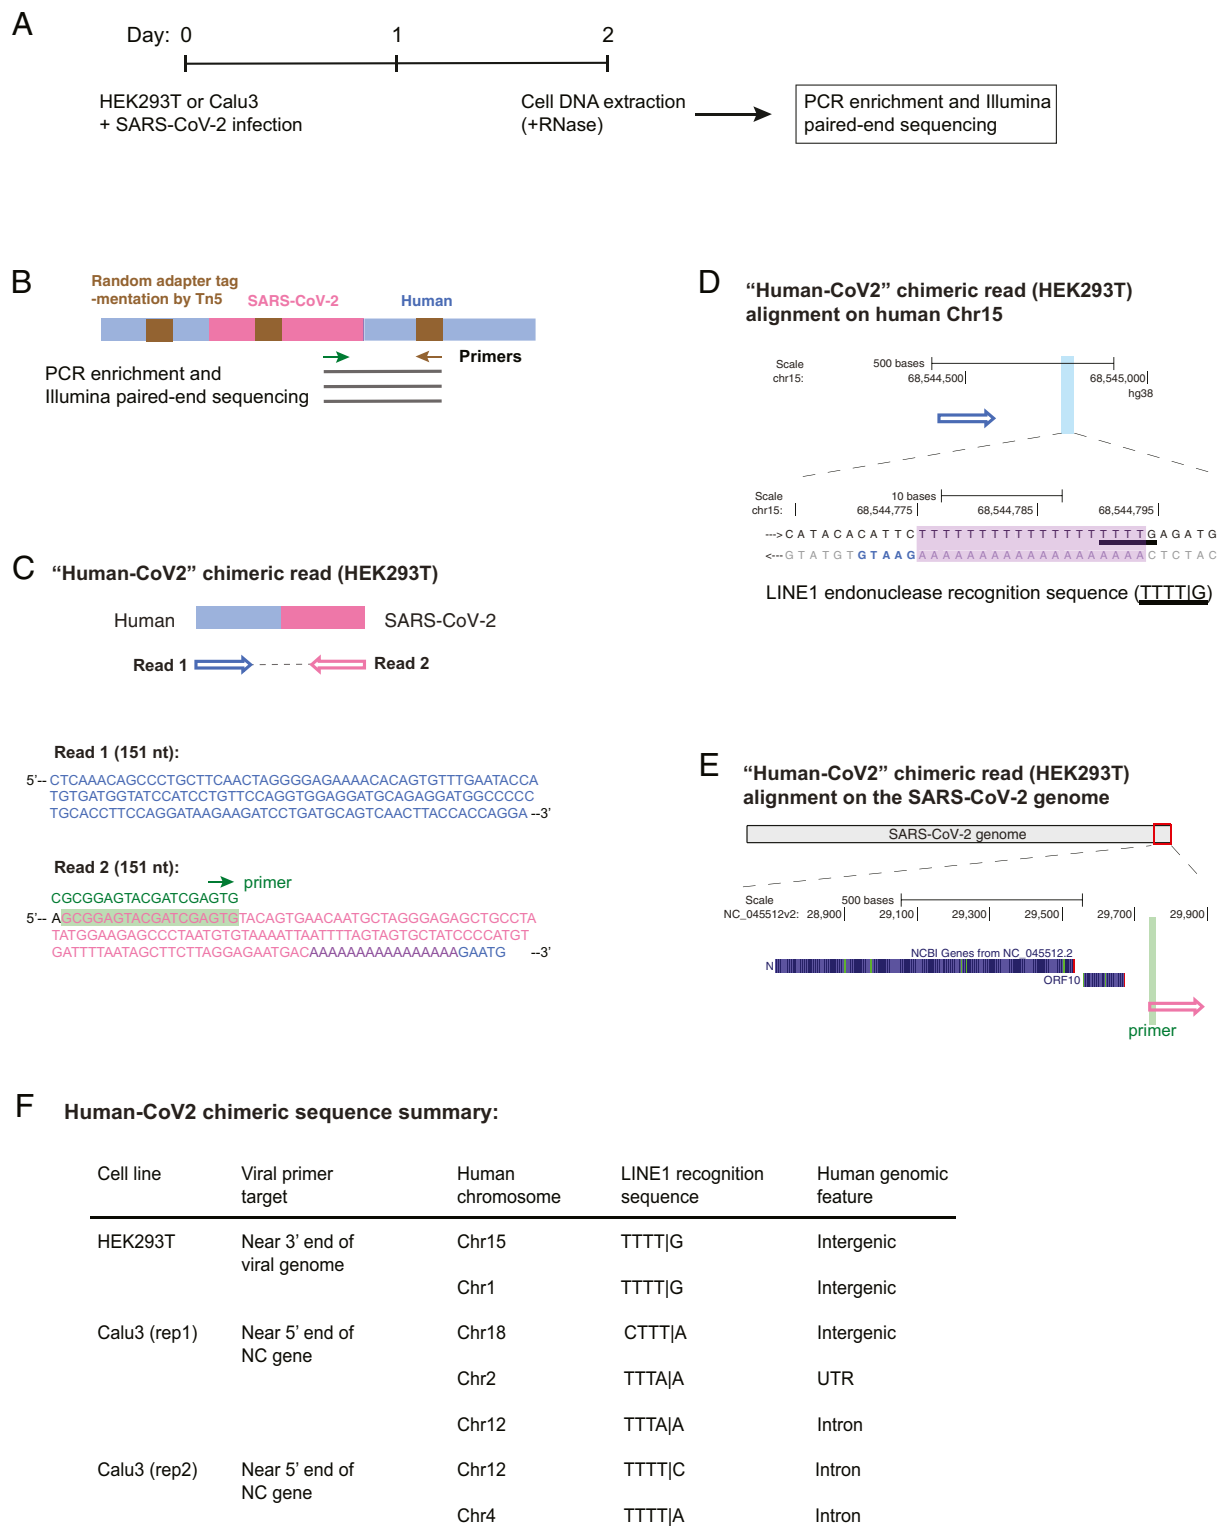 A
Day: 0 1 2
HEK293T or Calu3
+ SARS-CoV-2 infection
Cell DNA extraction
(+RNase)
PCR enrichment and Illumina
paired-end sequencing
B
Random adapter tag
-mentation by Tn5
SARS-CoV-2
Human
Primers
PCR enrichment and
Illumina paired-end sequencing
C
“Human-CoV2” chimeric read (HEK293T)
Human
SARS-CoV-2
Read 1
Read 2
Read 1 (151 nt):
5'-- CTCAAACAGCCCTGCTTCAACTAGGGGAGAAAACACAGTGTTTGAATACCA
TGTGATGGTATCCATCCTGTTCCAGGTGGAGGATGCAGAGGATGGCCCCC
TGCACCTTCCAGGATAAGAAGATCCTGATGCAGTCAACTTACCACCAGGA --3'
Read 2 (151 nt):
primer
CGCGGAGTACGATCGAGTG
5'-- AGCGGAGTACGATCGAGTGTACAGTGAACAATGCTAGGGAGAGCTGCCTA
TATGGAAGAGCCCTAATGTGTAAAATTAATTTTAGTAGTGCTATCCCCATGT
GATTTTAATAGCTTCTTAGGAGAATGACAAAAAAAAAAAAAAAAGAATG --3'
D
“Human-CoV2” chimeric read (HEK293T)
alignment on human Chr15
Scale 500 bases
chr15: 68,544,500 68,545,000
hg38
Scale 10 bases
chr15: 68,544,775 68,544,785 68,544,795
---> C A T A C A C A T T C T T T T T T T T T T T T T T T T T T T G A G A T G
<--- G T A T G T G T A A G A A A A A A A A A A A A A A A A A A A C T C T A C
LINE1 endonuclease recognition sequence (TTTT|G)
E
“Human-CoV2” chimeric read (HEK293T)
alignment on the SARS-CoV-2 genome
SARS-CoV-2 genome
Scale 500 bases
NC_045512v2: 28,900 29,100 29,300 29,500 29,700 29,900
NCBI Genes from NC_045512.2
N
ORF10
primer
F
Human-CoV2 chimeric sequence summary:
Cell line
Viral primer
target
Human
chromosome
LINE1 recognition
sequence
Human genomic
feature
HEK293T
Near 3' end of
viral genome
Chr15 TTTT|G Intergenic
Chr1 TTTT|G Intergenic
Calu3 (rep1)
Near 5' end of
NC gene
Chr18 CTTT|A Intergenic
Chr2 TTTA|A UTR
Chr12 TTTA|A Intron
Calu3 (rep2)
Near 5' end of
NC gene
Chr12 TTTT|C Intron
Chr4 TTTT|A Intron